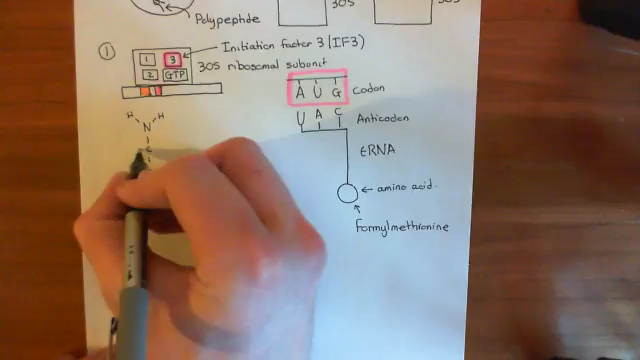 Polypeptide
30S
①
1
3
2
GTP
Initiation factor 3 (IF3)
30S ribosomal subunit
A U G
Codon
U A C
Anticodon
tRNA
amino acid.
Formylmethionine
H H
N
C